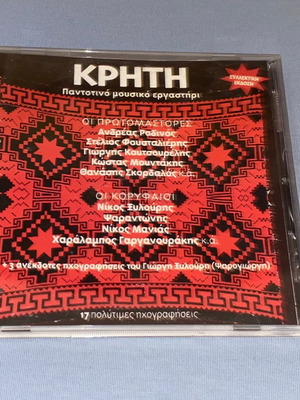 ΚΡΗΤΗ
Παντοτινό μουσικό εργαστήρι
ΣΥΛΛΕΚΤΙΚΗ
ΕΚΔΟΣΗ
ΟΙ ΠΡΩΤΟΜΑΣΤΟΡΕΣ
Ανδρέας Ροδινός
Στέλιος Φουσταλιέρης
Γιώργης Κουτσουρέλης
Κώστας Μουντάκης
Θανάσης Σκορδαλός κ.ά.
ΟΙ ΚΟΡΥΦΑΙΟΙ
Νίκος Ξυλούρης
Ψαραντώνης
Νίκος Μανιάς
Χαράλαμπος Γαργανουράκης κ.ά.
+ 3 ανέκδοτες ηχογραφήσεις του Γιώργη Ξυλούρη (Ψαρογιώργη)
17 πολύτιμες ηχογραφήσεις